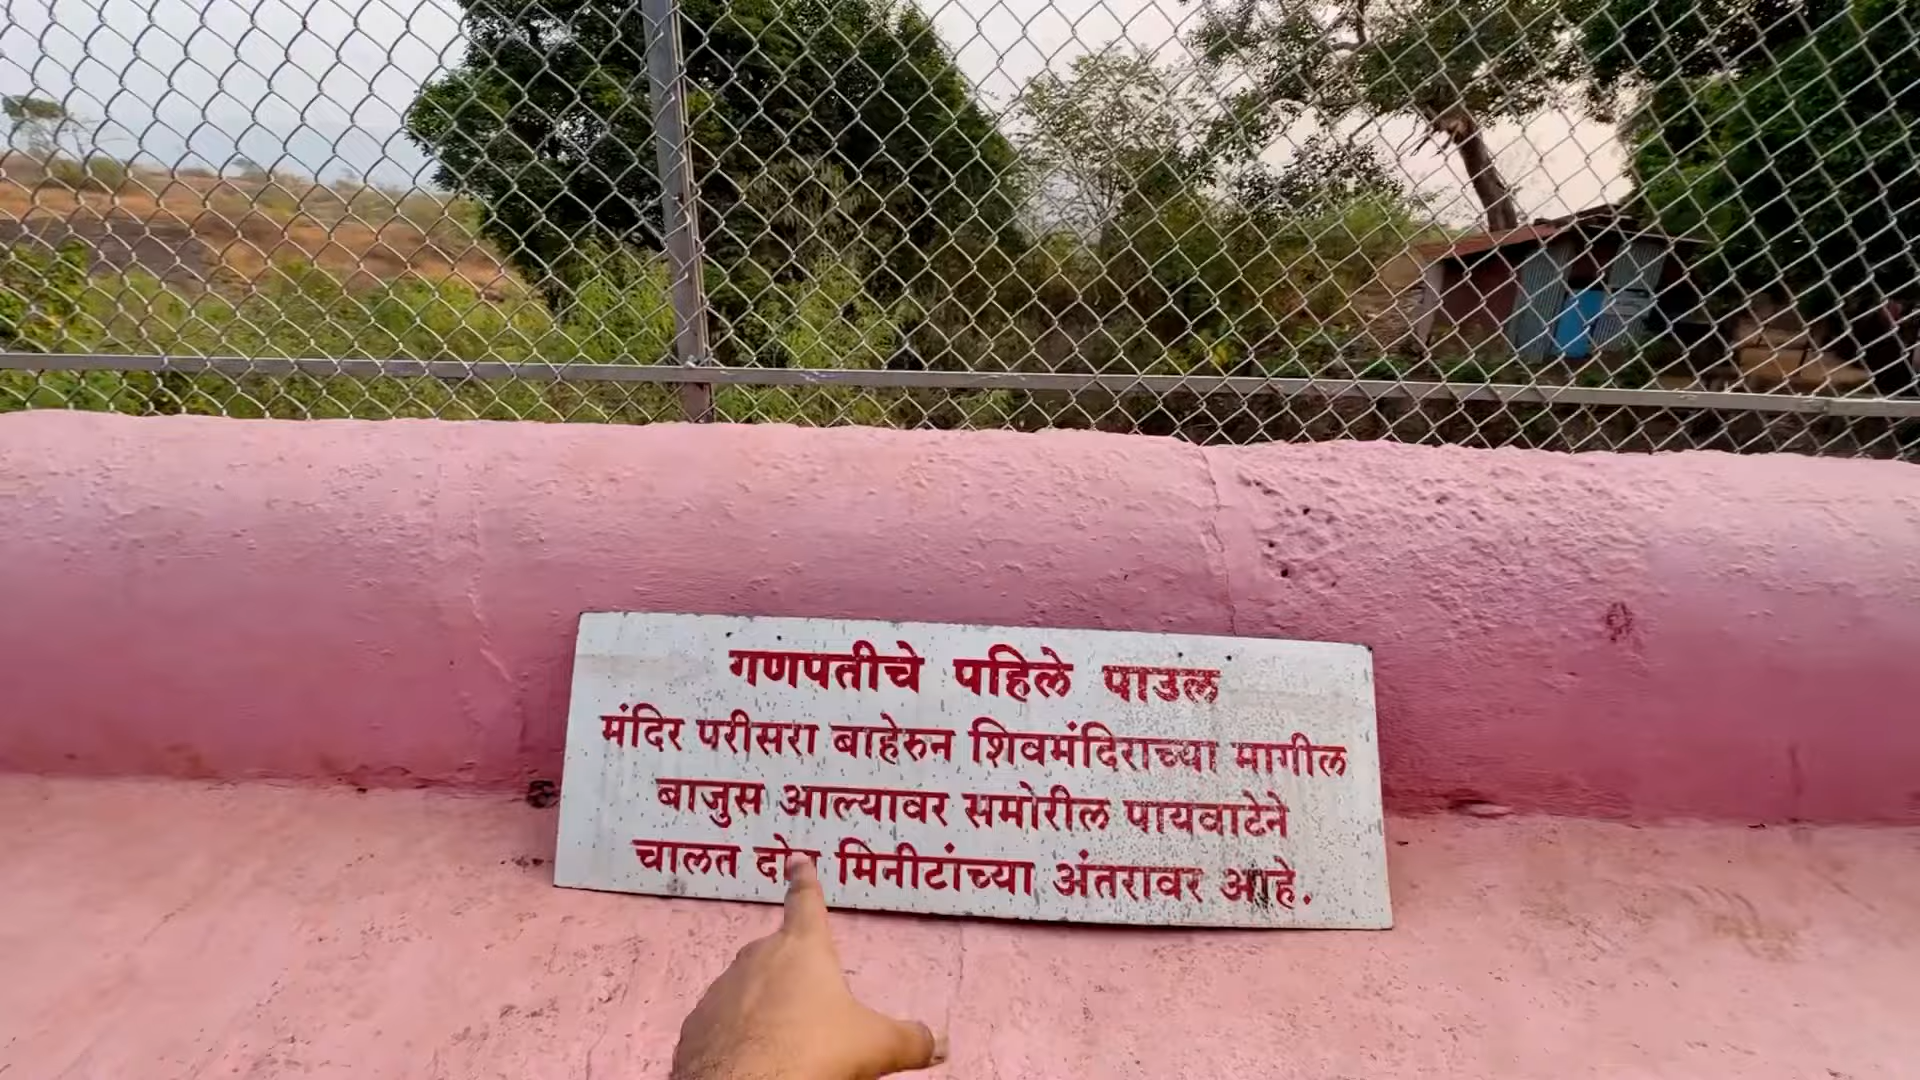 गणपतीचे पहिले पाउल
मंदिर परीसरा बाहेरुन शिवमंदिराच्या मागील
बाजुस आल्यावर समोरील पायवाटेने
चालत दोन मिनीटांच्या अंतरावर आहे.